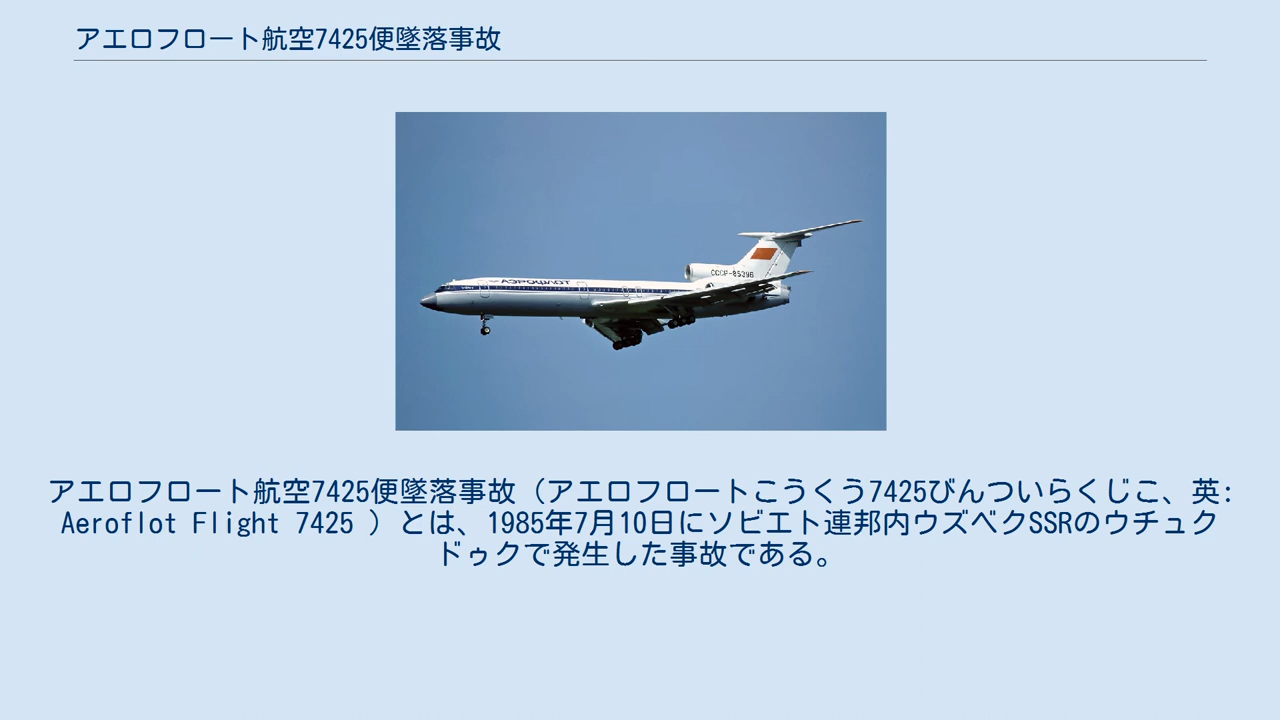 アエロフロート航空7425便墜落事故
АЭРОФЛОТ
СССР-85396
アエロフロート航空7425便墜落事故（アエロフロートこうくう7425びんついらくじこ、英:
Aeroflot Flight 7425 ）とは、1985年7月10日にソビエト連邦内ウズベクSSRのウチュク
ドゥクで発生した事故である。